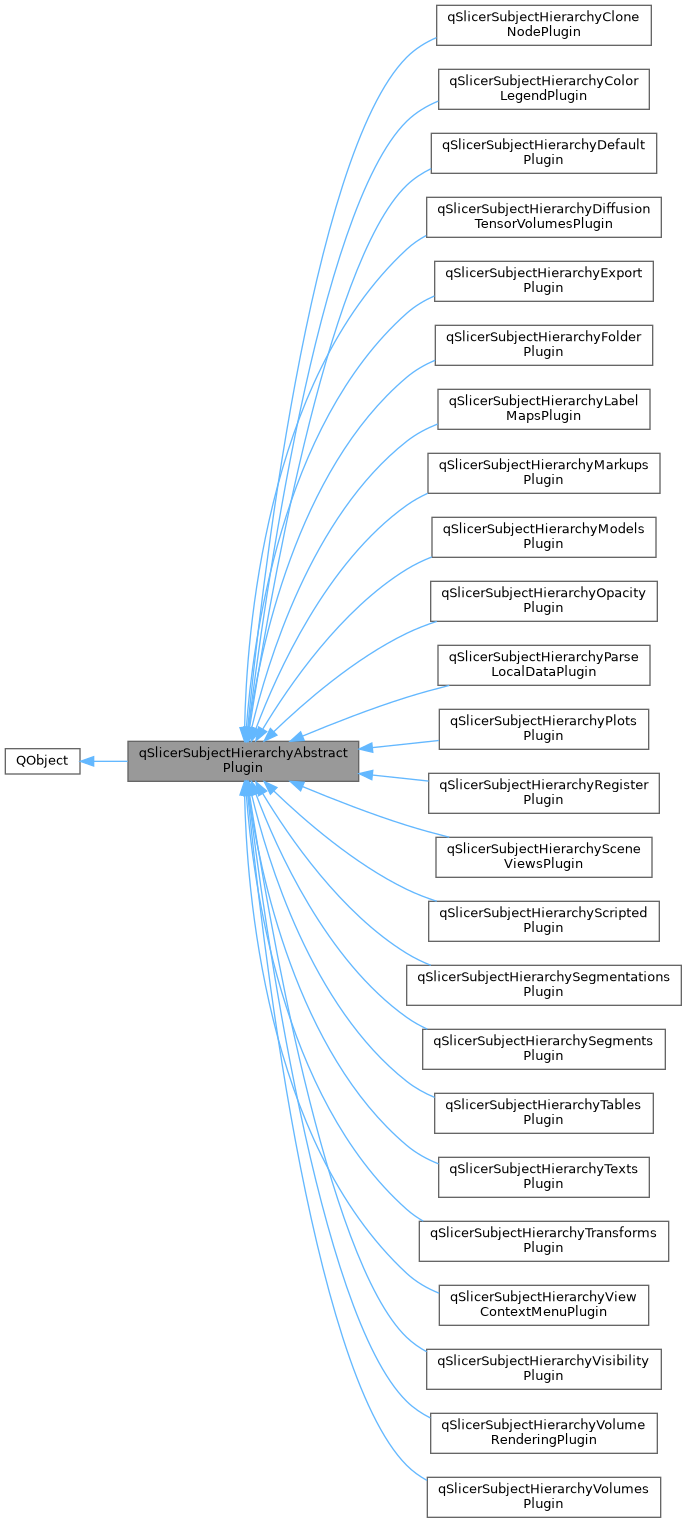 qSlicerSubjectHierarchyClone
NodePlugin
qSlicerSubjectHierarchyColor
LegendPlugin
qSlicerSubjectHierarchyDefault
Plugin
qSlicerSubjectHierarchyDiffusion
TensorVolumesPlugin
qSlicerSubjectHierarchyExport
Plugin
qSlicerSubjectHierarchyFolder
Plugin
qSlicerSubjectHierarchyLabel
MapsPlugin
qSlicerSubjectHierarchyMarkups
Plugin
qSlicerSubjectHierarchyModels
Plugin
qSlicerSubjectHierarchyOpacity
Plugin
qSlicerSubjectHierarchyParse
LocalDataPlugin
qSlicerSubjectHierarchyPlots
Plugin
QObject
qSlicerSubjectHierarchyAbstract
Plugin
qSlicerSubjectHierarchyRegister
Plugin
qSlicerSubjectHierarchyScene
ViewsPlugin
qSlicerSubjectHierarchyScripted
Plugin
qSlicerSubjectHierarchySegmentations
Plugin
qSlicerSubjectHierarchySegments
Plugin
qSlicerSubjectHierarchyTables
Plugin
qSlicerSubjectHierarchyTexts
Plugin
qSlicerSubjectHierarchyTransforms
Plugin
qSlicerSubjectHierarchyView
ContextMenuPlugin
qSlicerSubjectHierarchyVisibility
Plugin
qSlicerSubjectHierarchyVolume
RenderingPlugin
qSlicerSubjectHierarchyVolumes
Plugin